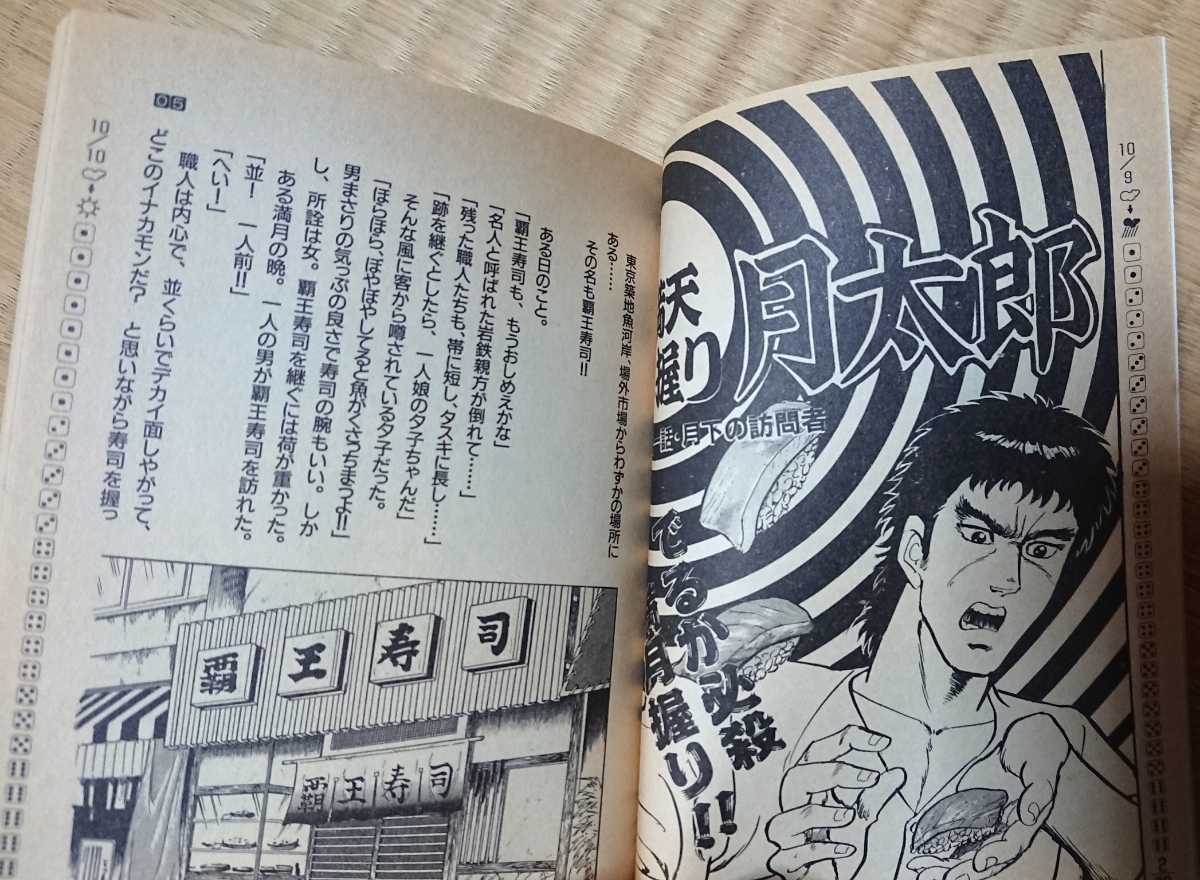 10/9
月太郎
満天
握り
話・月下の訪問者
でるか必殺
満月握り!!
05
10/10
東京築地魚河岸、場外市場からわずかの場所に
ある……
その名も覇王寿司!!
ある日のこと。
「覇王寿司も、もうおしめえかな」
「名人と呼ばれた岩鉄親方が倒れて……」
「残った職人たちも、帯に短し、タスキに長し……」
「跡を継ぐとしたら、一人娘の夕子ちゃんだ」
そんな風に客から噂されている夕子だった。
「ほらほら、ぼやぼやしてると魚がくさっちまうよ!!」
男まさりの気っぷの良さで寿司の腕もいい。しか
し、所詮は女。覇王寿司を継ぐには荷が重かった。
ある満月の晩。一人の男が覇王寿司を訪れた。
「並ー 一人前!!」
「へい!」
職人は内心で、並くらいでデカイ面しやがって、
どこのイナカモンだ? と思いながら寿司を握っ
覇王寿司
覇王寿司